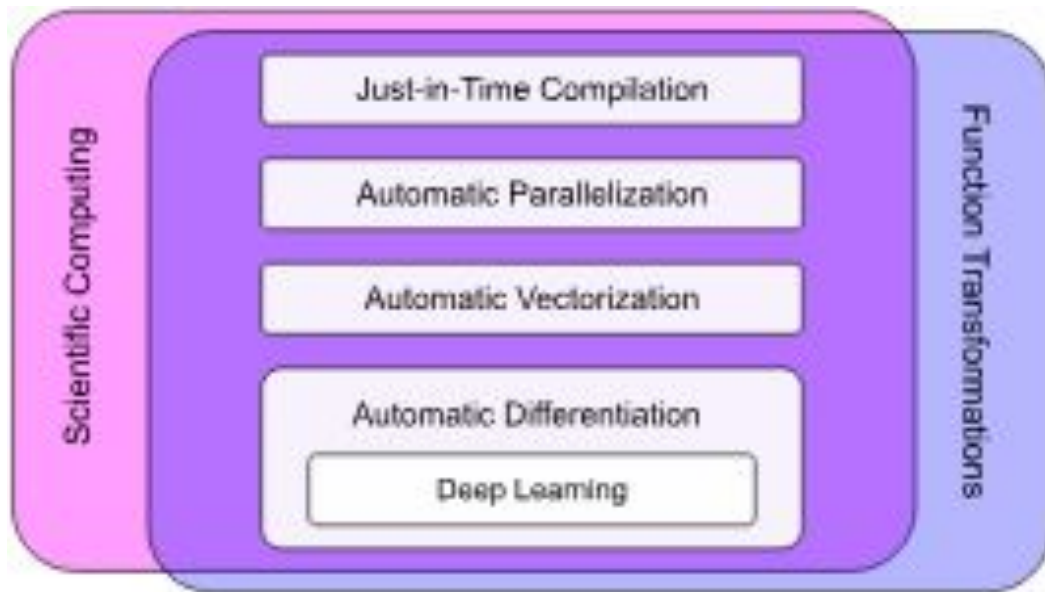 Scientific Computing
Just-in-Time Compilation
Automatic Parallelization
Automatic Vectorization
Automatic Differentiation
Deep Learning
Function Transformations